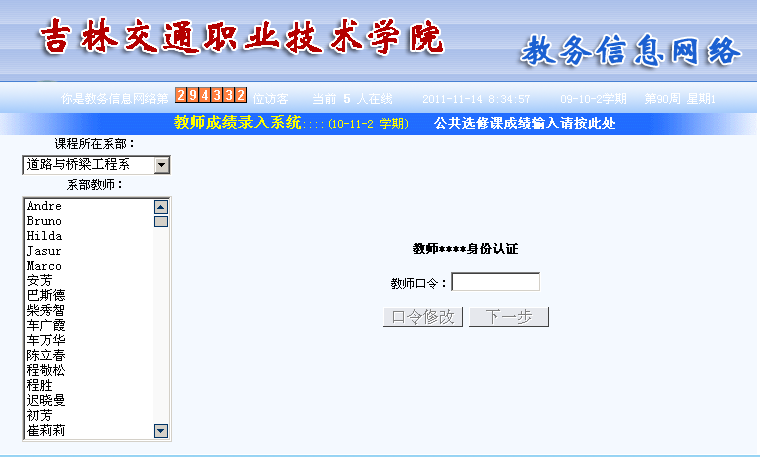 吉林交通职业技术学院
教务信息网络
你是教务信息网络第 294332 位访客 当前 5 人在线 2011-11-14 8:34:57 09-10-2学期 第90周 星期1
教师成绩录入系统::::(10-11-2 学期) 公共选修课成绩输入请按此处
课程所在系部：
道路与桥梁工程系
系部教师：
Andre
Bruno
Hilda
Jasur
Marco
安芳
巴斯德
柴秀智
车广霞
车万华
陈立春
程敬松
程胜
迟晓曼
初芳
崔莉莉
教师****身份认证
教师口令：
口令修改 下一步